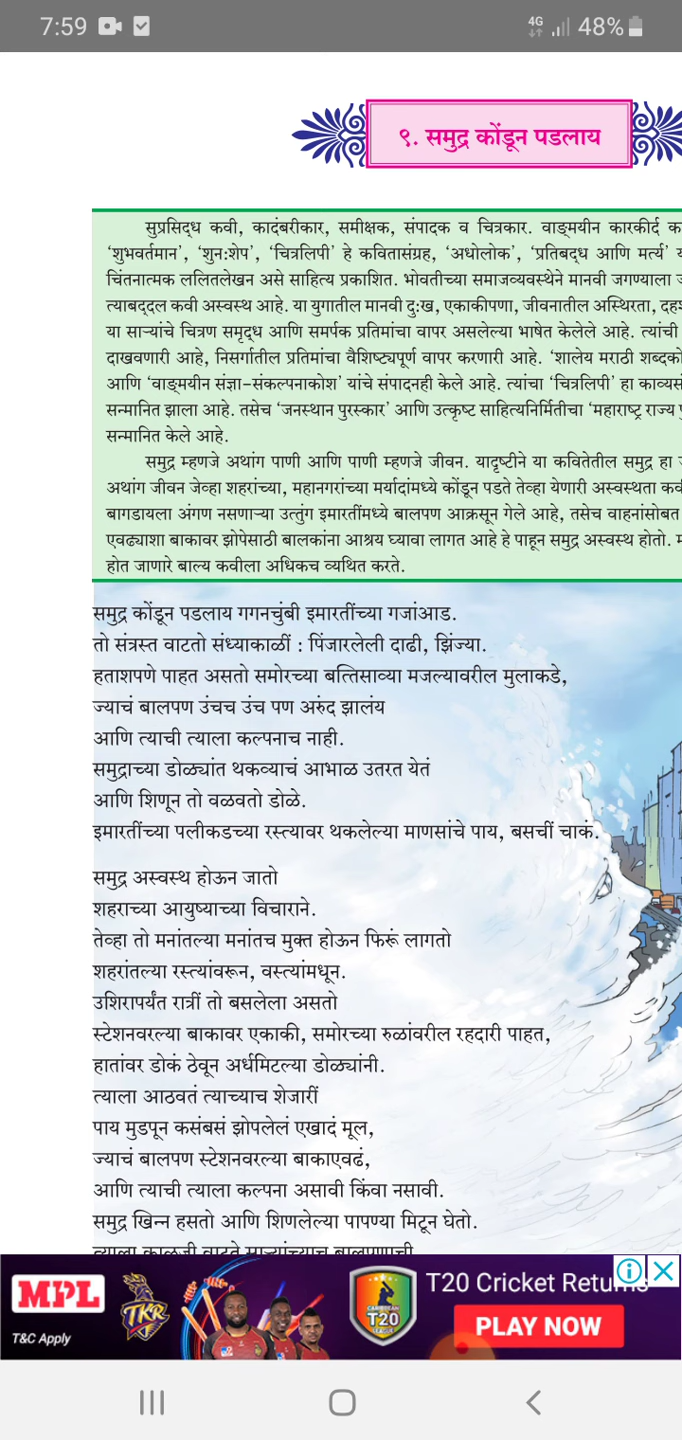 7:59
4G
48%
९. समुद्र कोंडून पडलाय
सुप्रसिद्ध कवी, कादंबरीकार, समीक्षक, संपादक व चित्रकार. वाङ्मयीन कारकीर्द
‘शुभवर्तमान’, ‘शुन:शेप’, ‘चित्रलिपी’ हे कवितासंग्रह, ‘अधोलोक’, ‘प्रतिबद्ध आणि मर्त्य’
चिंतनात्मक ललितलेखन असे साहित्य प्रकाशित. भोवतीच्या समाजव्यवस्थेने मानवी जगण्याला
त्याबद्दल कवी अस्वस्थ आहे. या युगातील मानवी दु:ख, एकाकीपणा, जीवनातील अस्थिरता,
या साऱ्यांचे चित्रण समृद्ध आणि समर्पक प्रतिमांचा वापर असलेल्या भाषेत केलेले आहे. त्यांची
दाखवणारी आहे, निसर्गातील प्रतिमांचा वैशिष्ट्यपूर्ण वापर करणारी आहे. ‘शालेय मराठी
आणि ‘वाङ्मयीन संज्ञा-संकल्पनाकोश’ यांचे संपादनही केले आहे. त्यांचा ‘चित्रलिपी’ हा
सन्मानित झाला आहे. तसेच ‘जनस्थान पुरस्कार’ आणि उत्कृष्ट साहित्यनिर्मितीचा ‘महाराष्ट्र राज्य
सन्मानित केले आहे.
समुद्र म्हणजे अथांग पाणी आणि पाणी म्हणजे जीवन. यादृष्टीने या कवितेतील समुद्र हा
अथांग जीवन जेव्हा शहरांच्या, महानगरांच्या मर्यादांमध्ये कोंडून पडते तेव्हा येणारी अस्वस्थता
बागडायला अंगण नसणाऱ्या उत्तुंग इमारतींमध्ये बालपण आक्रसून गेले आहे, तसेच वाहनांसोबत
एवढ्याशा बाकावर झोपेसाठी बालकांना आश्रय घ्यावा लागत आहे हे पाहून समुद्र अस्वस्थ होतो.
होत जाणारे बाल्य कवीला अधिकच व्यथित करते.
समुद्र कोंडून पडलाय गगनचुंबी इमारतींच्या गजांआड.
तो संत्रस्त वाटतो संध्याकाळीं : पिंजारलेली दाढी, झिंज्या.
हताशपणे पाहत असतो समोरच्या बत्तिसाव्या मजल्यावरील मुलाकडे,
ज्याचं बालपण उंचच उंच पण अरुंद झालंय
आणि त्याची त्याला कल्पनाच नाही.
समुद्राच्या डोळ्यांत थकव्याचं आभाळ उतरत येतं
आणि शिणून तो वळवतो डोळे.
इमारतींच्या पलीकडच्या रस्त्यावर थकलेल्या माणसांचे पाय, बसचीं चाकं.
समुद्र अस्वस्थ होऊन जातो
शहराच्या आयुष्याच्या विचाराने.
तेव्हा तो मनांतल्या मनांतच मुक्त होऊन फिरूं लागतो
शहरांतल्या रस्त्यांवरून, वस्त्यांमधून.
उशिरापर्यंत रात्रीं तो बसलेला असतो
स्टेशनवरल्या बाकावर एकाकी, समोरच्या रुळांवरील रहदारी पाहत,
हातांवर डोकं ठेवून अर्धमिटल्या डोळ्यांनी.
त्याला आठवतं त्याच्याच शेजारीं
पाय मुडपून कसंबसं झोपलेलं एखादं मूल,
ज्याचं बालपण स्टेशनवरल्या बाकाएवढं,
आणि त्याची त्याला कल्पना असावी किंवा नसावी.
समुद्र खिन्न हसतो आणि शिणलेल्या पापण्या मिटून घेतो.
त्याला काळजी वाटते साऱ्यांच्याच बालपणाची
MPL
T&C Apply
TKR
CARIBBEAN
T20
T20 Cricket Returns
PLAY NOW